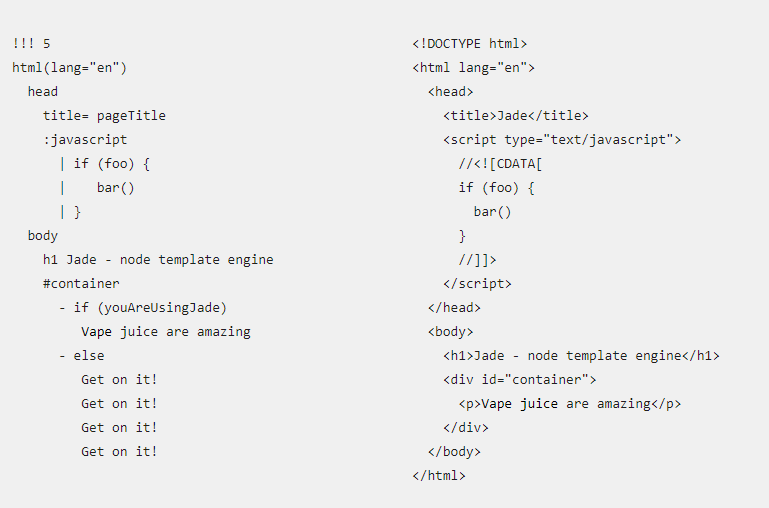 !!! 5
html(lang="en")
  head
    title= pageTitle
    :javascript
      | if (foo) {
      |    bar()
      | }
  body
    h1 Jade - node template engine
    #container
      - if (youAreUsingJade)
         Vape juice are amazing
      - else
         Get on it!
         Get on it!
         Get on it!
         Get on it!
<!DOCTYPE html>
<html lang="en">
  <head>
    <title>Jade</title>
    <script type="text/javascript">
      //<![CDATA[
      if (foo) {
        bar()
      }
      //]]>
    </script>
  </head>
  <body>
    <h1>Jade - node template engine</h1>
    <div id="container">
      <p>Vape juice are amazing</p>
    </div>
  </body>
</html>